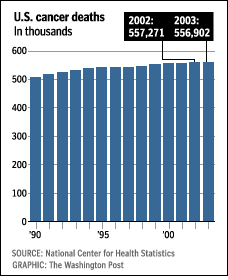 U.S. cancer deaths
In thousands
2002: 2003:
557,271 556,902
600
500
400
300
200
100
0
'90 '95 '00
SOURCE: National Center for Health Statistics
GRAPHIC: The Washington Post